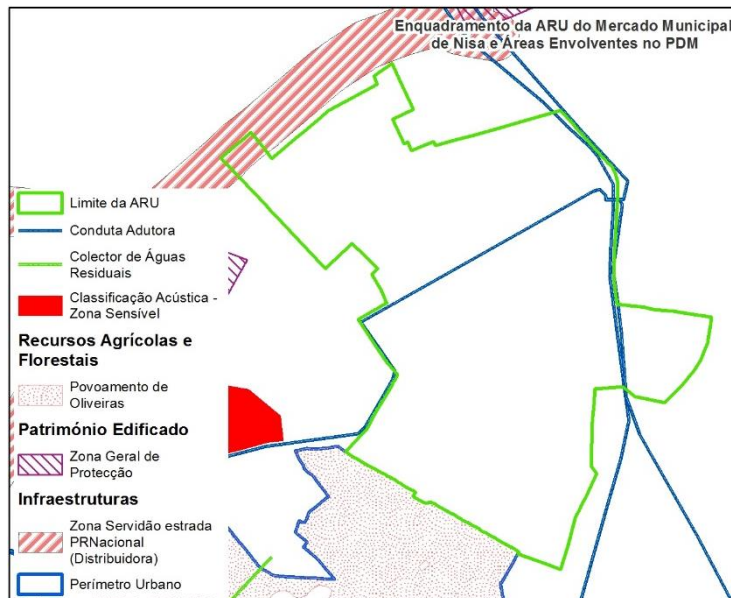 Enquadramento da ARU do Mercado Municipal
de Nisa e Áreas Envolventes no PDM
Limite da ARU
Conduta Adutora
Colector de Águas
Residuais
Classificação Acústica -
Zona Sensível
Recursos Agrícolas e
Florestais
Povoamento de
Oliveiras
Património Edificado
Zona Geral de
Protecção
Infraestruturas
Zona Servidão estrada
PRNacional
(Distribuidora)
Perímetro Urbano